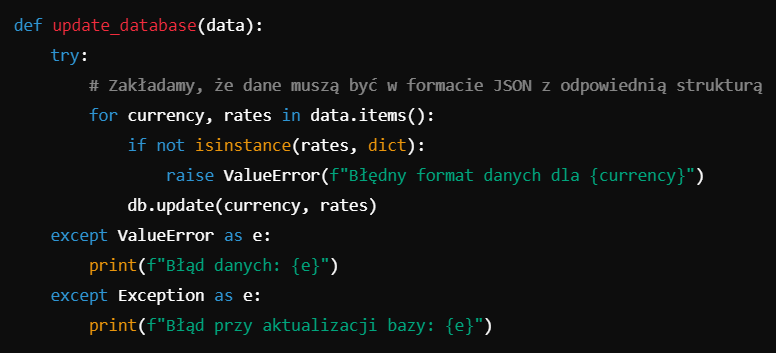 def update_database(data):
    try:
        # Zakładamy, że dane muszą być w formacie JSON z odpowiednią strukturą
        for currency, rates in data.items():
            if not isinstance(rates, dict):
                raise ValueError(f"Błędny format danych dla {currency}")
            db.update(currency, rates)
    except ValueError as e:
        print(f"Błąd danych: {e}")
    except Exception as e:
        print(f"Błąd przy aktualizacji bazy: {e}")